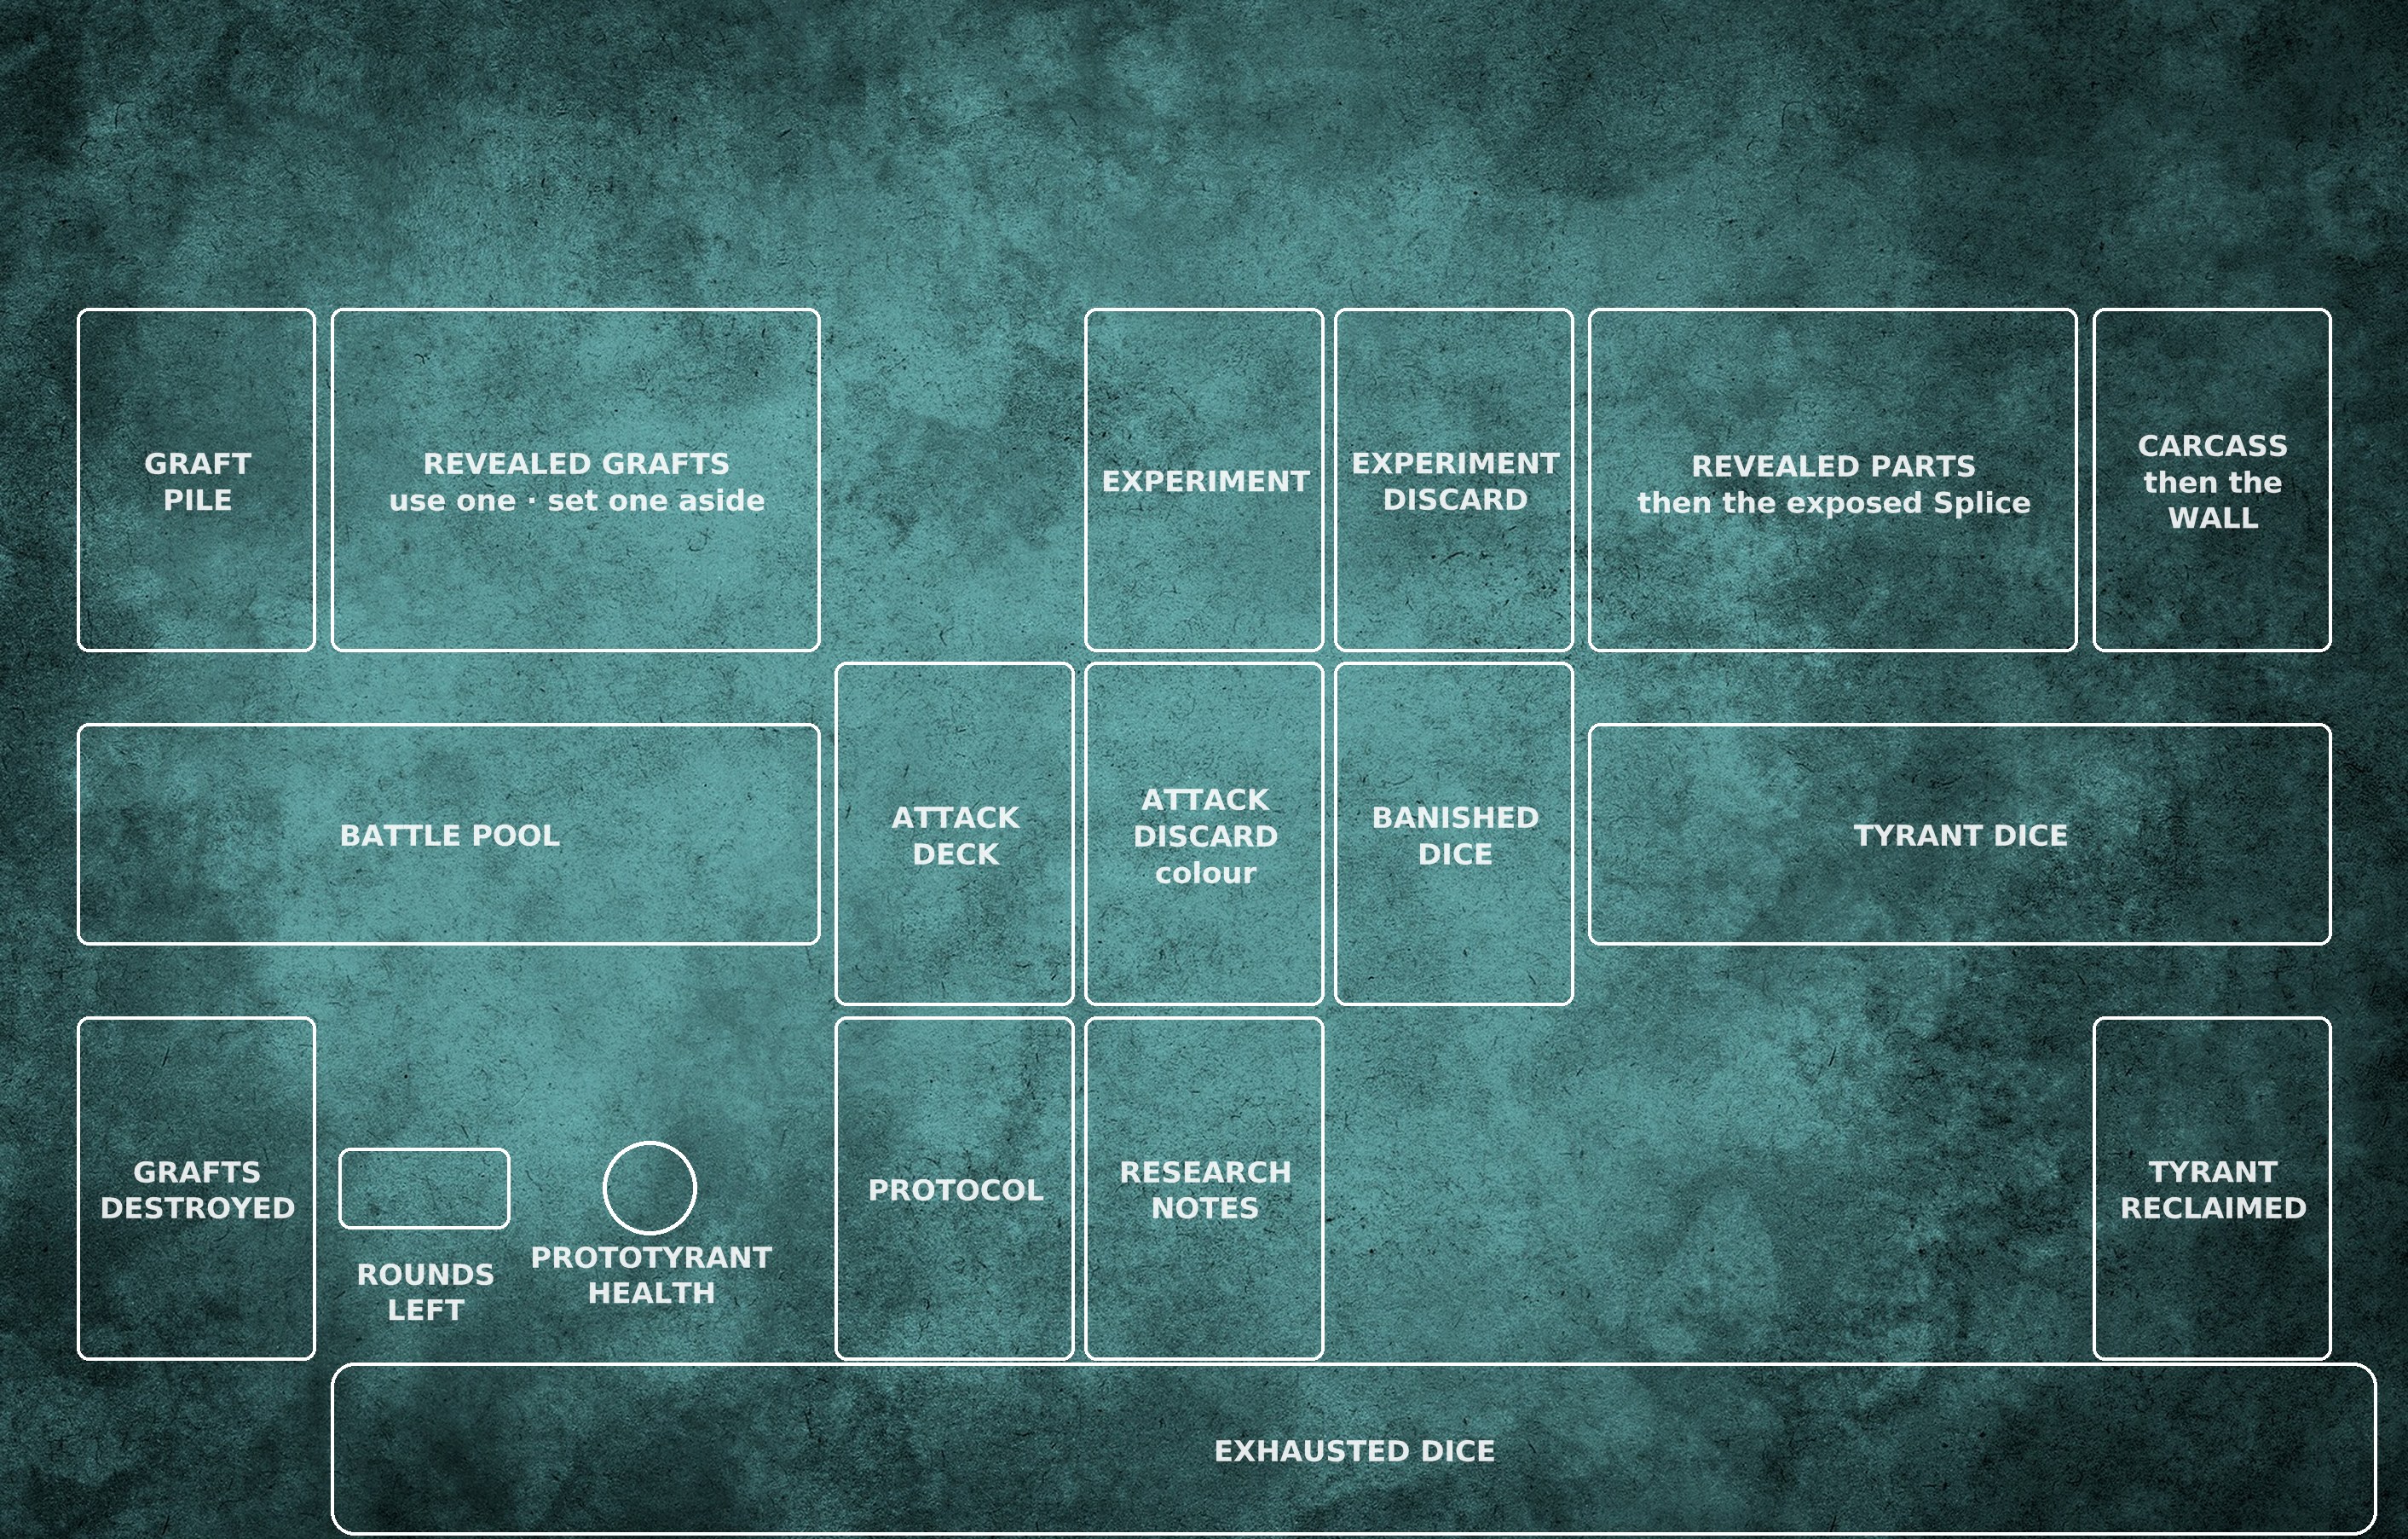 GRAFT
PILE
REVEALED GRAFTS
use one · set one aside
EXPERIMENT
EXPERIMENT
DISCARD
REVEALED PARTS
then the exposed Splice
CARCASS
then the
WALL
BATTLE POOL
ATTACK
DECK
ATTACK
DISCARD
colour
BANISHED
DICE
TYRANT DICE
GRAFTS
DESTROYED
ROUNDS
LEFT
PROTOTYRANT
HEALTH
PROTOCOL
RESEARCH
NOTES
TYRANT
RECLAIMED
EXHAUSTED DICE